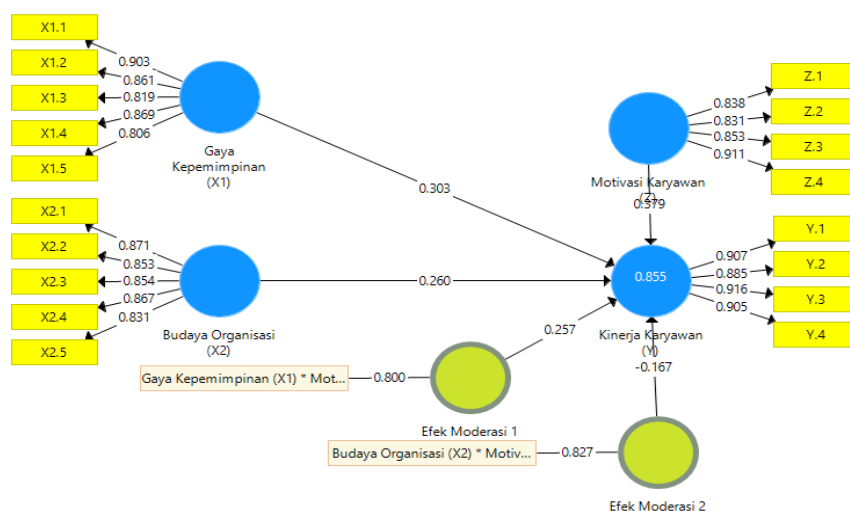 X1.1
X1.2
X1.3
X1.4
X1.5
0.903
0.861
0.819
0.869
0.806
Gaya
Kepemimpinan
(X1)
X2.1
X2.2
X2.3
X2.4
X2.5
0.871
0.853
0.854
0.867
0.831
Budaya Organisasi
(X2)
0.303
0.260
Z.1
Z.2
Z.3
Z.4
0.838
0.831
0.853
0.911
Motivasi Karyawan
(Z)
0.379
0.855
Y.1
Y.2
Y.3
Y.4
0.907
0.885
0.916
0.905
Kinerja Karyawan
(Y)
0.257
-0.167
Gaya Kepemimpinan (X1) * Mot...
0.800
Efek Moderasi 1
Budaya Organisasi (X2) * Motiv...
0.827
Efek Moderasi 2